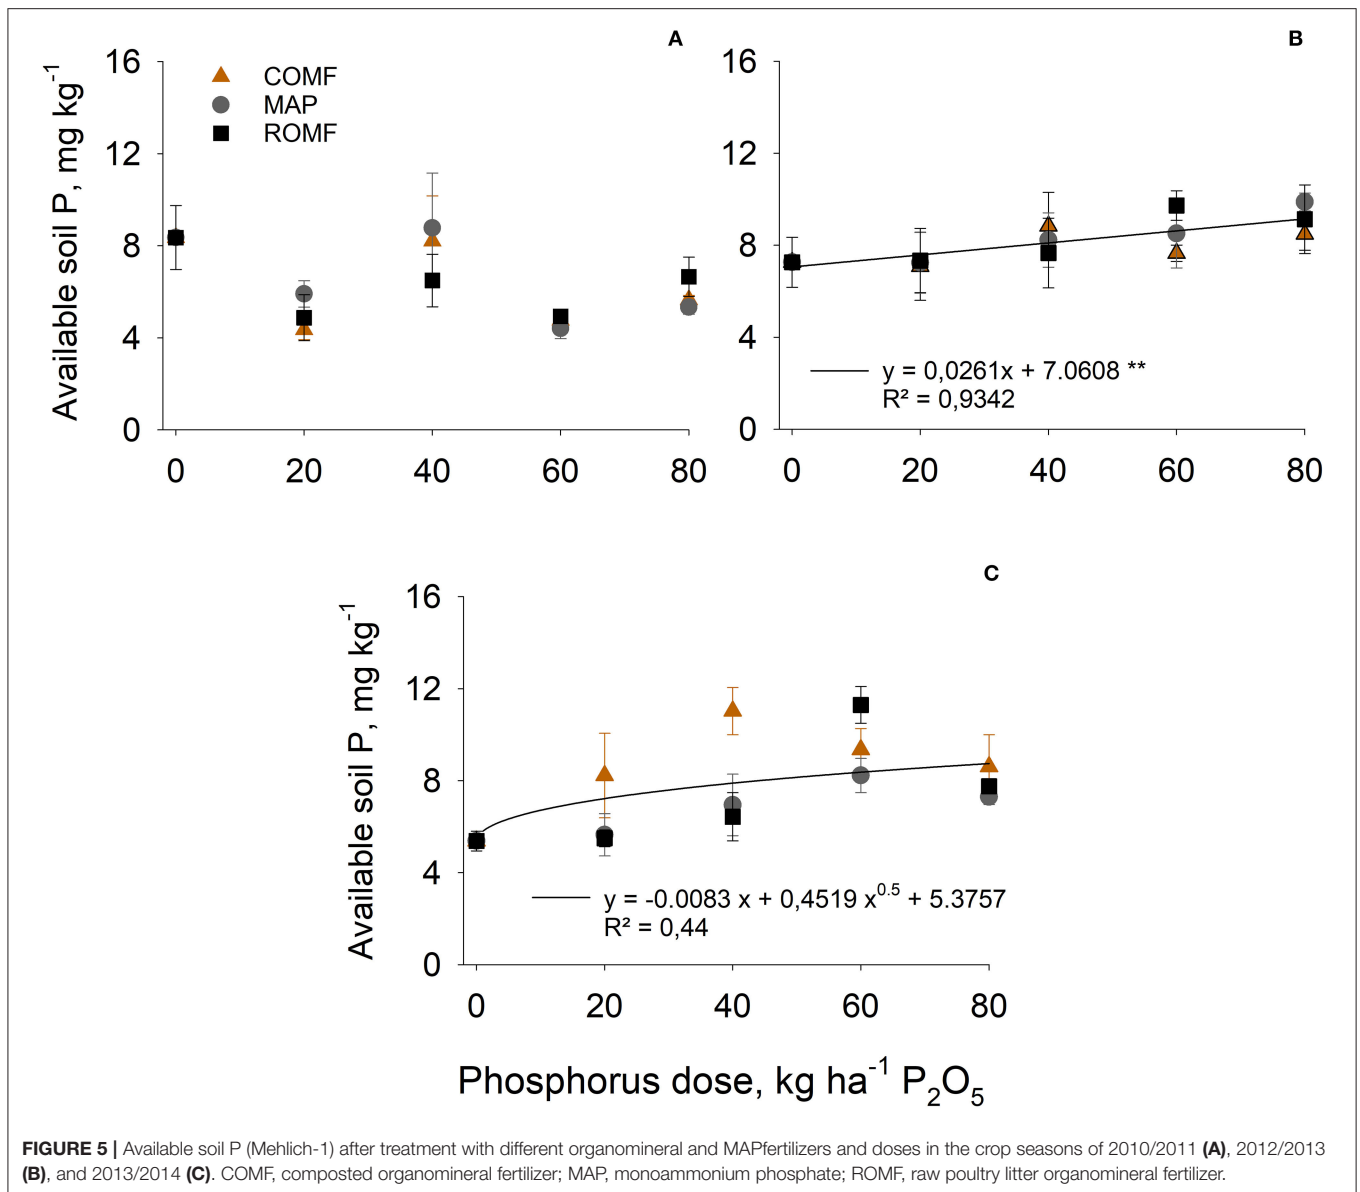 A
16
12
8
4
0
Available soil P, mg kg-1
COMF
MAP
ROMF
0 20 40 60 80
B
16
12
8
4
0
y = 0,0261x + 7.0608 **
R² = 0,9342
0 20 40 60 80
C
16
12
8
4
0
Available soil P, mg kg-1
y = -0.0083 x + 0,4519 x0.5 + 5.3757
R² = 0,44
0 20 40 60 80
Phosphorus dose, kg ha-1 P2O5
FIGURE 5 | Available soil P (Mehlich-1) after treatment with different organomineral and MAPfertilizers and doses in the crop seasons of 2010/2011 (A), 2012/2013
(B), and 2013/2014 (C). COMF, composted organomineral fertilizer; MAP, monoammonium phosphate; ROMF, raw poultry litter organomineral fertilizer.